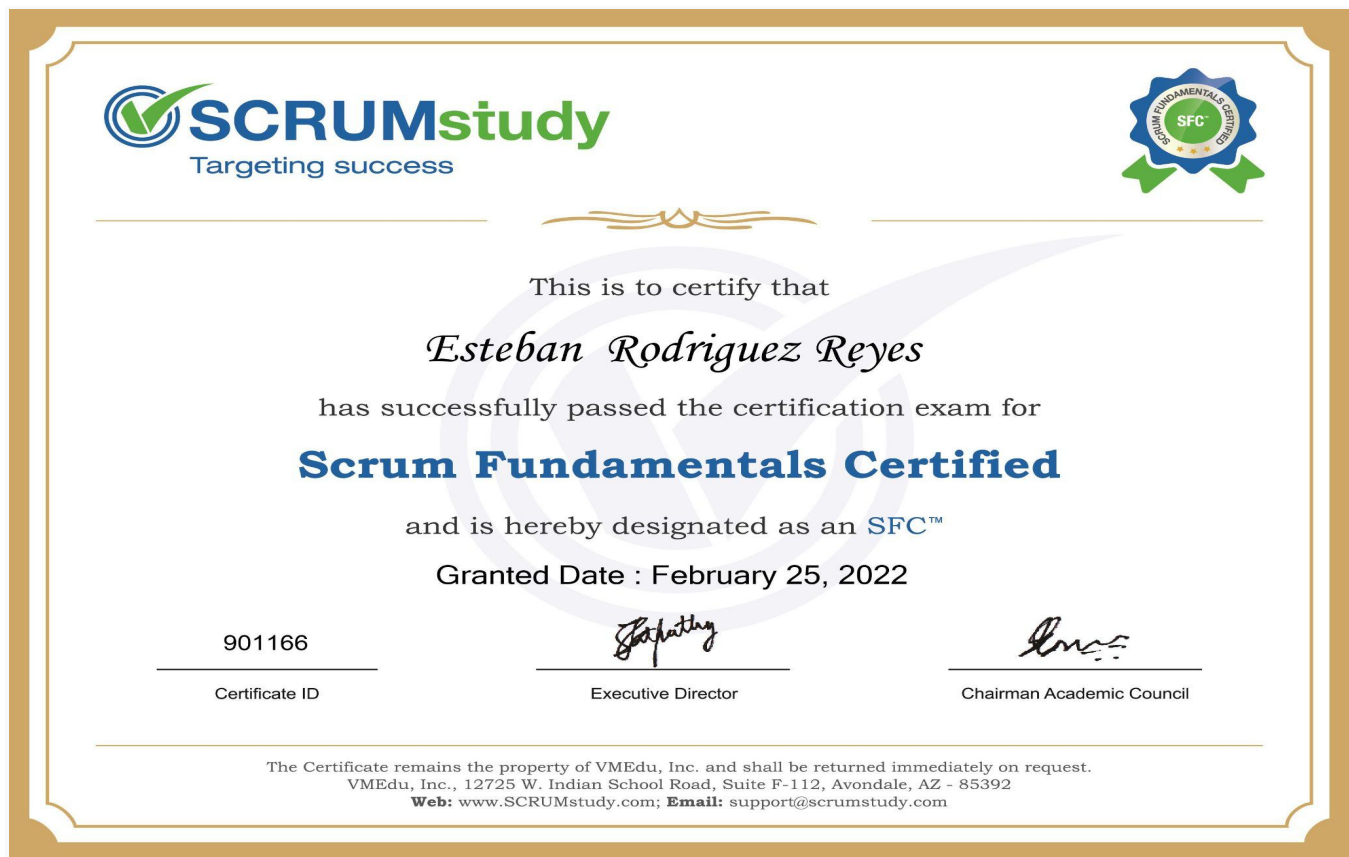 SCRUMstudy
Targeting success
SCRUM FUNDAMENTALS CERTIFIED
SFC™
This is to certify that
Esteban Rodriguez Reyes
has successfully passed the certification exam for
Scrum Fundamentals Certified
and is hereby designated as an SFC™
Granted Date : February 25, 2022
901166
Certificate ID
Executive Director
Chairman Academic Council
The Certificate remains the property of VMEdu, Inc. and shall be returned immediately on request.
VMEdu, Inc., 12725 W. Indian School Road, Suite F-112, Avondale, AZ - 85392
Web: www.SCRUMstudy.com; Email: support@scrumstudy.com